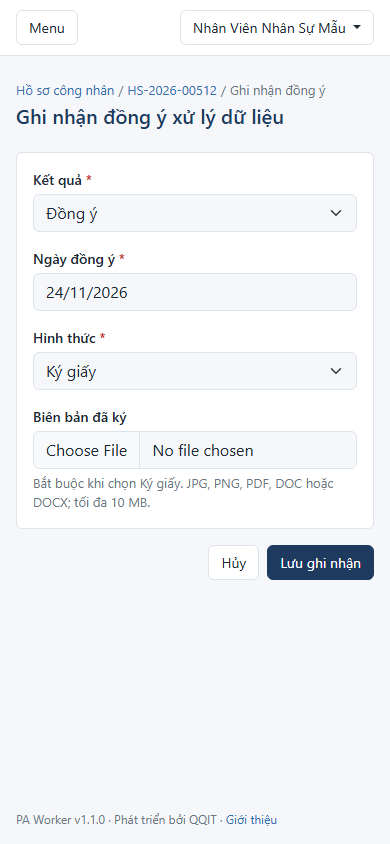 Menu
Nhân Viên Nhân Sự Mẫu
Hồ sơ công nhân / HS-2026-00512 / Ghi nhận đồng ý
Ghi nhận đồng ý xử lý dữ liệu
Kết quả *
Đồng ý
Ngày đồng ý *
24/11/2026
Hình thức *
Ký giấy
Biên bản đã ký
Choose File No file chosen
Bắt buộc khi chọn Ký giấy. JPG, PNG, PDF, DOC hoặc
DOCX; tối đa 10 MB.
Hủy
Lưu ghi nhận
PA Worker v1.1.0 · Phát triển bởi QQIT · Giới thiệu